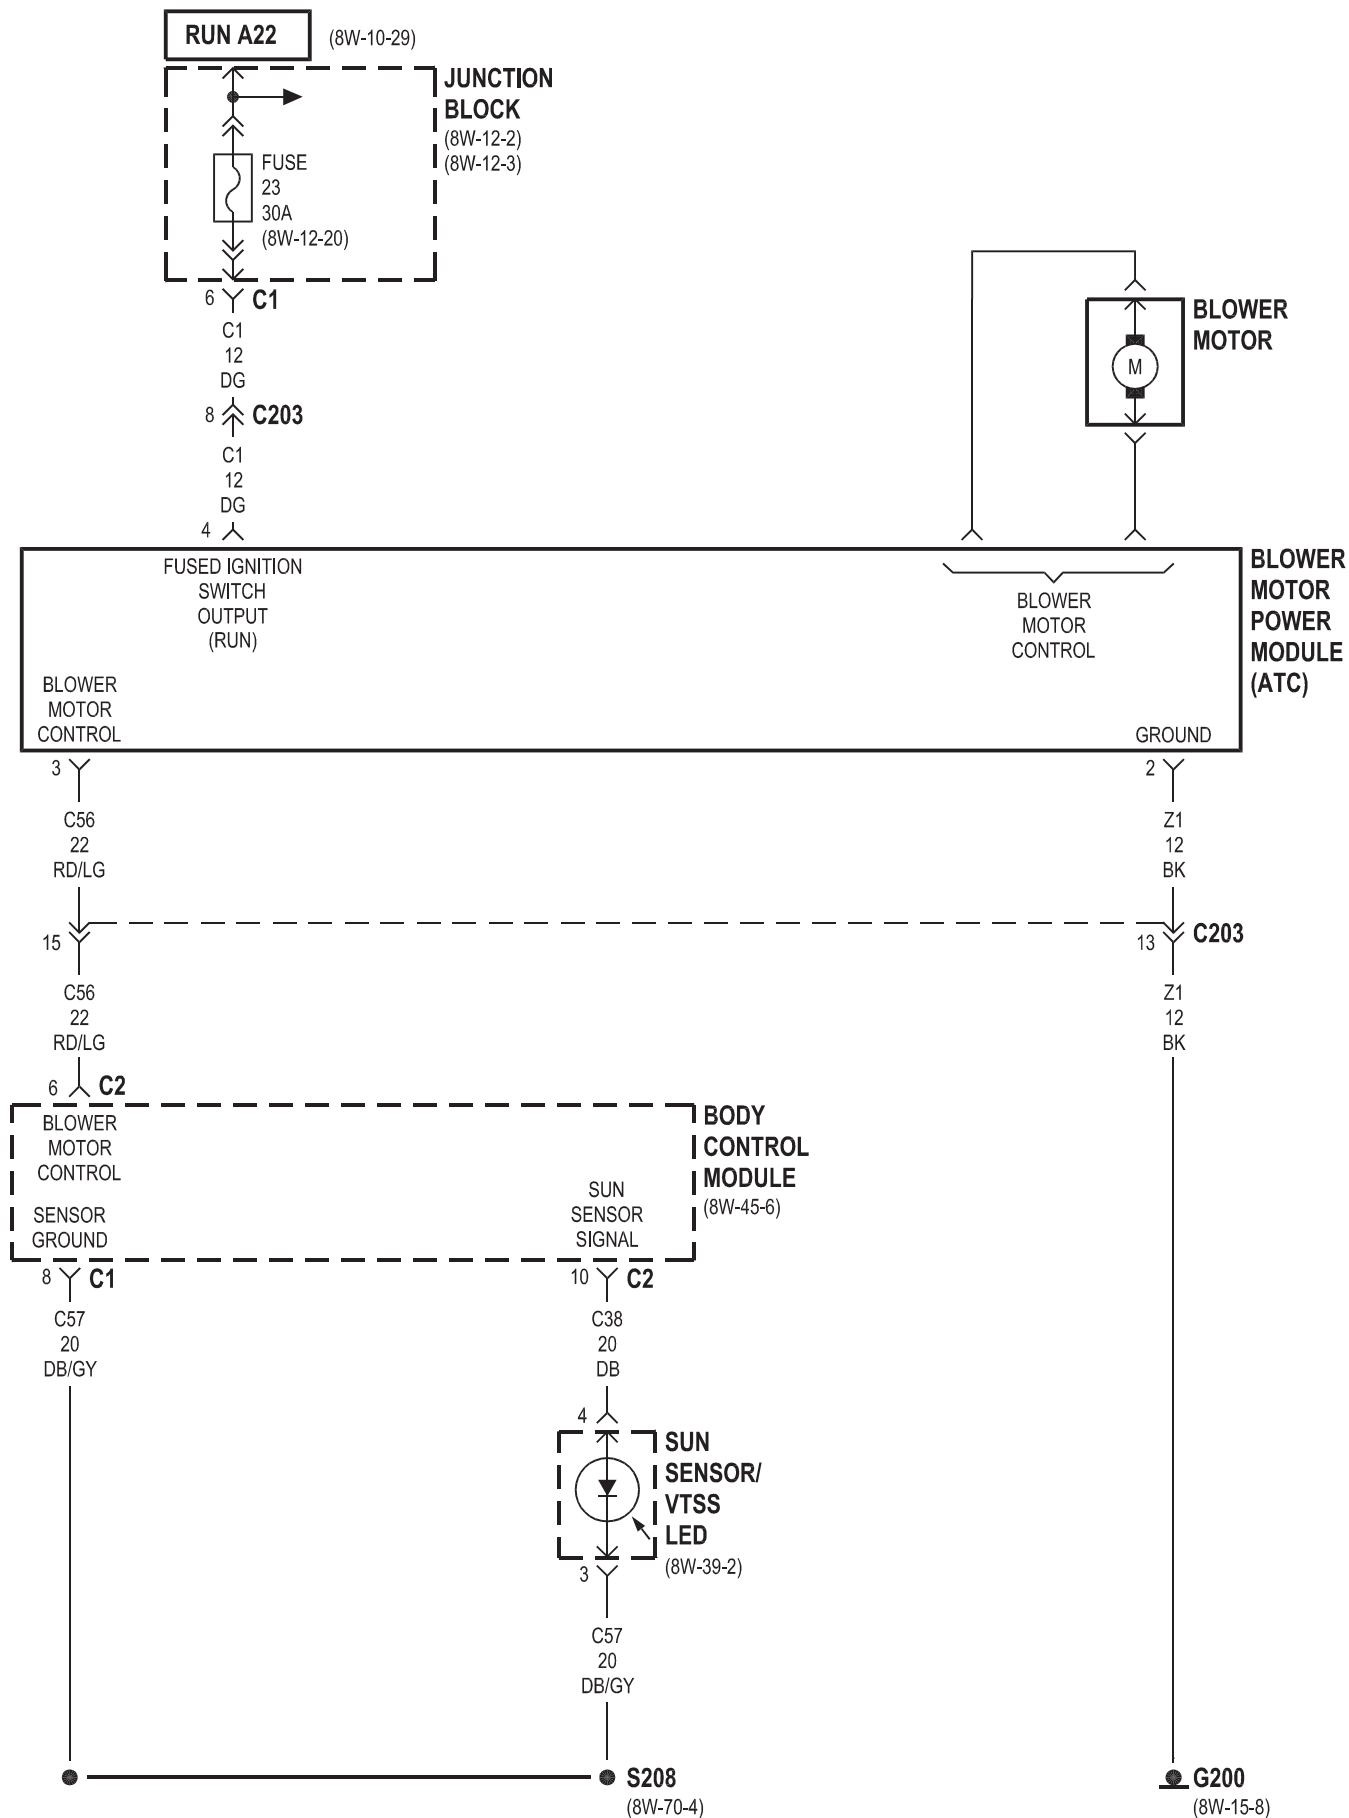 RUN A22
(8W-10-29)
JUNCTION
BLOCK
(8W-12-2)
(8W-12-3)
FUSE
23
30A
(8W-12-20)
6
C1
C1
12
DG
8
C203
C1
12
DG
4
BLOWER
MOTOR
M
FUSED IGNITION
SWITCH
OUTPUT
(RUN)
BLOWER
MOTOR
CONTROL
BLOWER
MOTOR
POWER
MODULE
(ATC)
BLOWER
MOTOR
CONTROL
GROUND
3
2
C56
22
RD/LG
Z1
12
BK
15
13
C203
C56
22
RD/LG
Z1
12
BK
6
C2
BLOWER
MOTOR
CONTROL
BODY
CONTROL
MODULE
(8W-45-6)
SENSOR
GROUND
SUN
SENSOR
SIGNAL
8
C1
10
C2
C57
20
DB/GY
C38
20
DB
4
SUN
SENSOR/
VTSS
LED
(8W-39-2)
3
C57
20
DB/GY
S208
(8W-70-4)
G200
(8W-15-8)